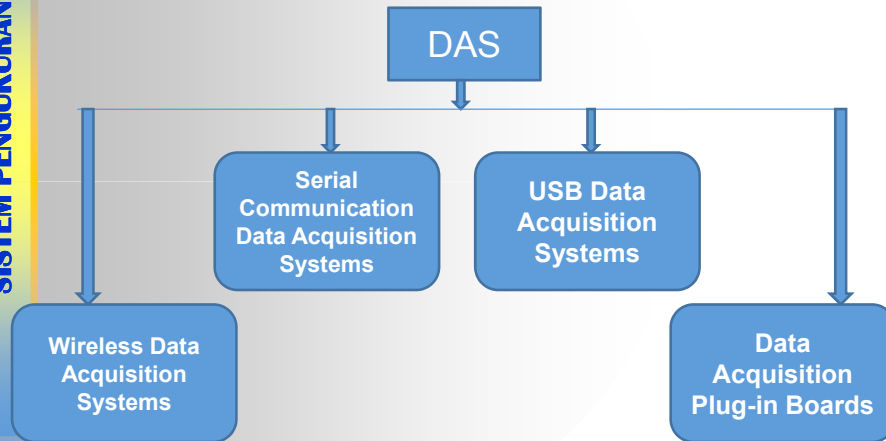 SISTEM PENGUKURAN
DAS
Serial
Communication
Data Acquisition
Systems
USB Data
Acquisition
Systems
Wireless Data
Acquisition
Systems
Data
Acquisition
Plug-in Boards